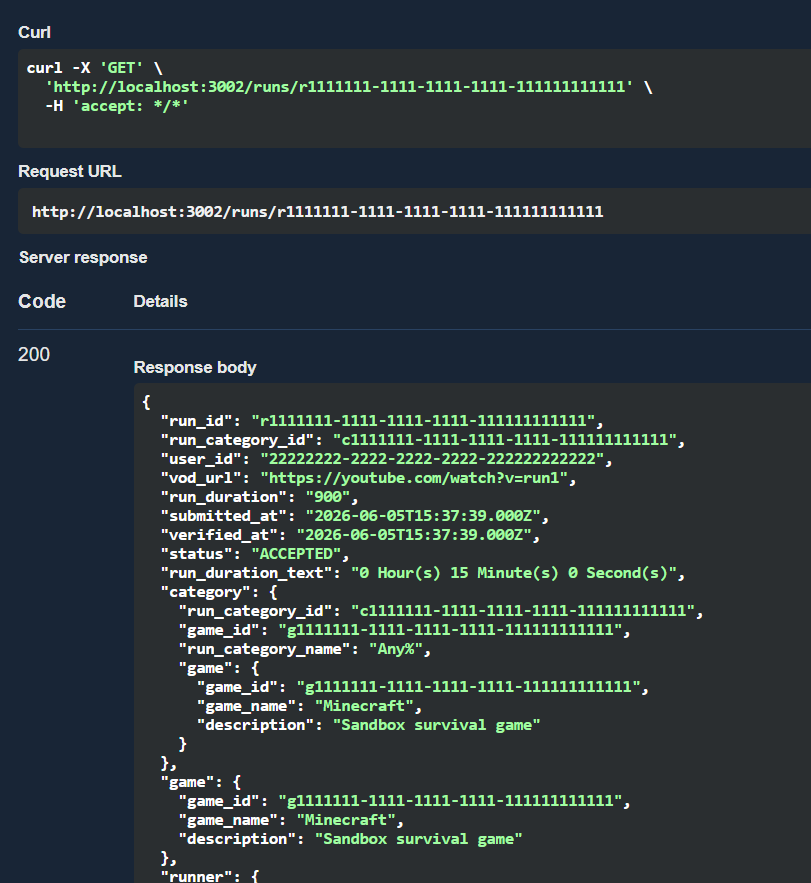 Curl
curl -X 'GET' \
  'http://localhost:3002/runs/r1111111-1111-1111-1111-111111111111' \
  -H 'accept: */*'
Request URL
http://localhost:3002/runs/r1111111-1111-1111-1111-111111111111
Server response
Code Details
200
Response body
{
  "run_id": "r1111111-1111-1111-1111-111111111111",
  "run_category_id": "c1111111-1111-1111-1111-111111111111",
  "user_id": "22222222-2222-2222-2222-222222222222",
  "vod_url": "https://youtube.com/watch?v=run1",
  "run_duration": "900",
  "submitted_at": "2026-06-05T15:37:39.000Z",
  "verified_at": "2026-06-05T15:37:39.000Z",
  "status": "ACCEPTED",
  "run_duration_text": "0 Hour(s) 15 Minute(s) 0 Second(s)",
  "category": {
    "run_category_id": "c1111111-1111-1111-1111-111111111111",
    "game_id": "g1111111-1111-1111-1111-111111111111",
    "run_category_name": "Any%",
    "game": {
      "game_id": "g1111111-1111-1111-1111-111111111111",
      "game_name": "Minecraft",
      "description": "Sandbox survival game"
    }
  },
  "game": {
    "game_id": "g1111111-1111-1111-1111-111111111111",
    "game_name": "Minecraft",
    "description": "Sandbox survival game"
  },
  "runner": {